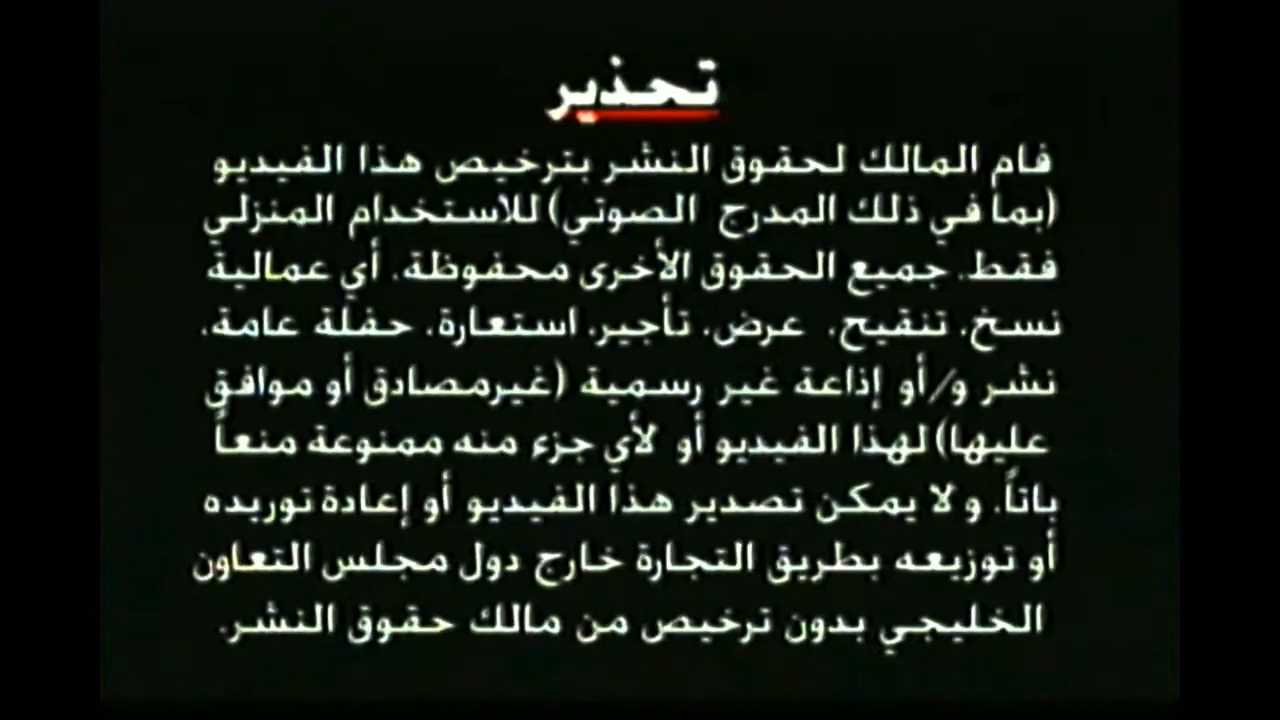 تحذير
قام المالك لحقوق النشر بترخيص هذا الفيديو
(بما في ذلك المدرج الصوتي) للاستخدام المنزلي
فقط. جميع الحقوق الأخرى محفوظة. أي عمالية
نسخ، تنقيح، عرض، تأجير، استعارة، حفلة عامة،
نشر و/أو إذاعة غير رسمية (غيرمصادق أو موافق
عليها) لهذا الفيديو أو لأي جزء منه ممنوعة منعاً
باتاً. و لا يمكن تصدير هذا الفيديو أو إعادة توريده
أو توزيعه بطريق التجارة خارج دول مجلس التعاون
الخليجي بدون ترخيص من مالك حقوق النشر.